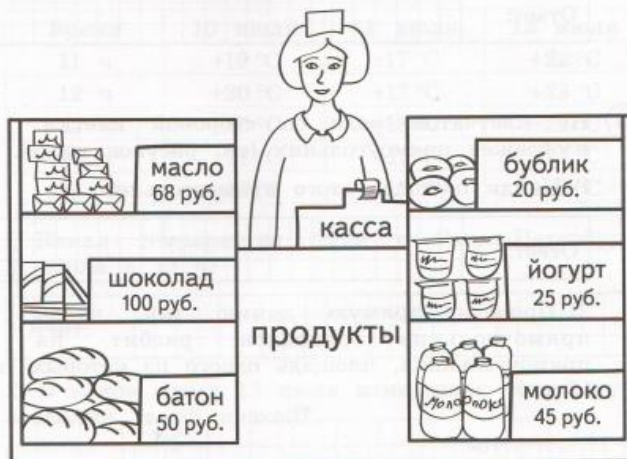 масло
68 руб.
шоколад
100 руб.
батон
50 руб.
касса
продукты
бублик
20 руб.
йогурт
25 руб.
молоко
45 руб.